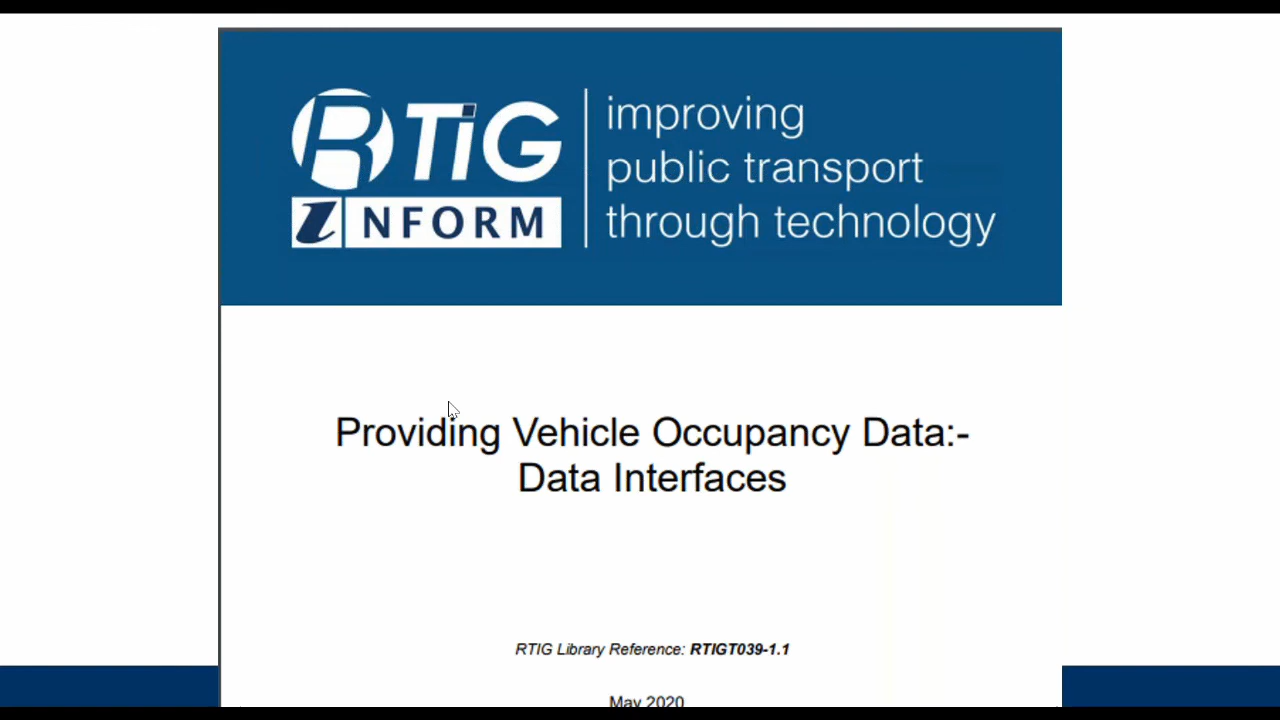 RTiG
iNFORM
improving
public transport
through technology
Providing Vehicle Occupancy Data:-
Data Interfaces
RTIG Library Reference: RTIGT039-1.1
May 2020